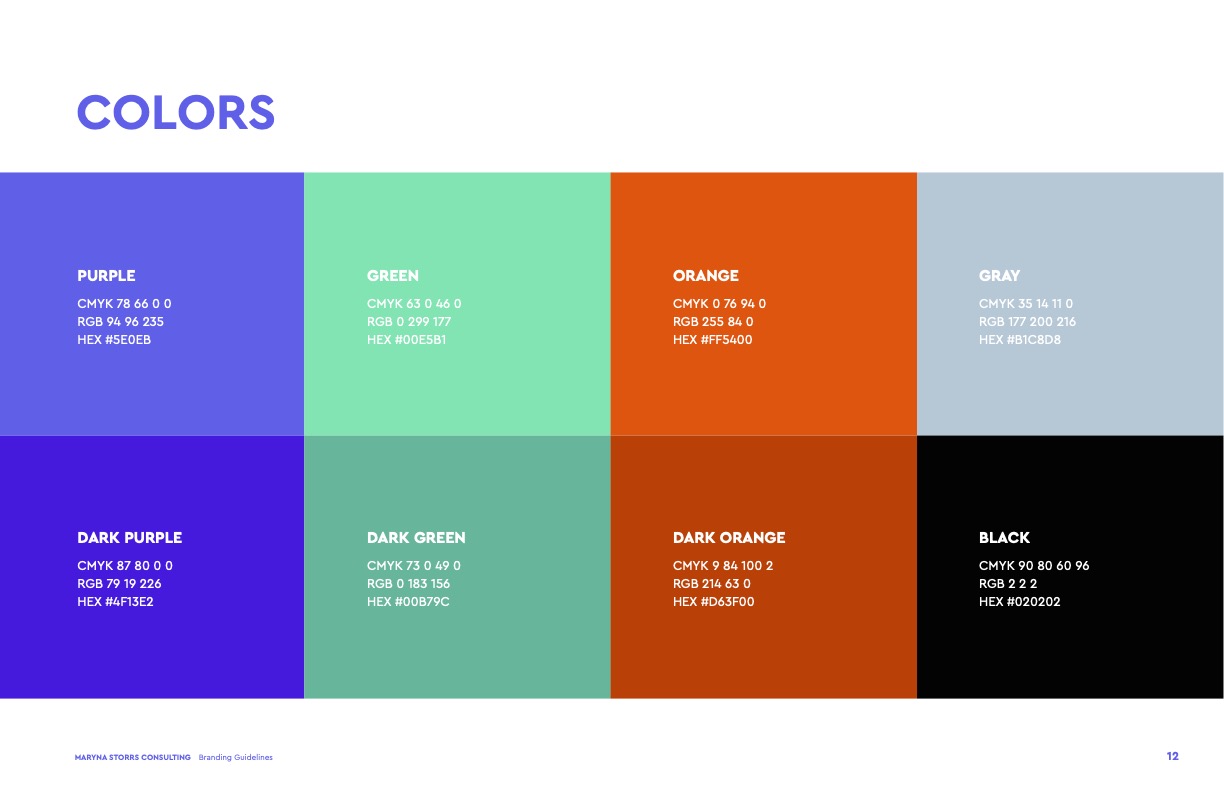 COLORS
PURPLE
CMYK 78 66 0 0
RGB 94 96 235
HEX #5E0EB
GREEN
CMYK 63 0 46 0
RGB 0 299 177
HEX #00E5B1
ORANGE
CMYK 0 76 94 0
RGB 255 84 0
HEX #FF5400
GRAY
CMYK 35 14 11 0
RGB 177 200 216
HEX #B1C8D8
DARK PURPLE
CMYK 87 80 0 0
RGB 79 19 226
HEX #4F13E2
DARK GREEN
CMYK 73 0 49 0
RGB 0 183 156
HEX #00B79C
DARK ORANGE
CMYK 9 84 100 2
RGB 214 63 0
HEX #D63F00
BLACK
CMYK 90 80 60 96
RGB 2 2 2
HEX #020202
MARYNA STORRS CONSULTING Branding Guidelines
12